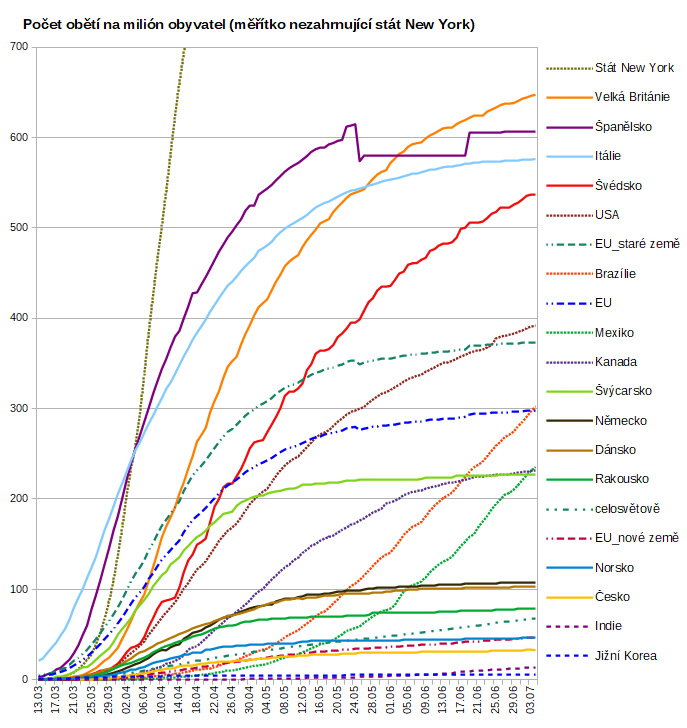 Počet obětí na milión obyvatel (měřítko nezahrnující stát New York)
700
600
500
400
300
200
100
0
Stát New York
Velká Británie
Španělsko
Itálie
Švédsko
USA
EU_staré země
Brazílie
EU
Mexiko
Kanada
Švýcarsko
Německo
Dánsko
Rakousko
celosvětově
EU_nové země
Norsko
Česko
Indie
Jižní Korea
13.03.
17.03.
21.03.
25.03.
29.03.
02.04.
06.04.
10.04.
14.04.
18.04.
22.04.
26.04.
30.04.
04.05.
08.05.
12.05.
16.05.
20.05.
24.05.
28.05.
01.06.
05.06.
09.06.
13.06.
17.06.
21.06.
25.06.
29.06.
03.07.